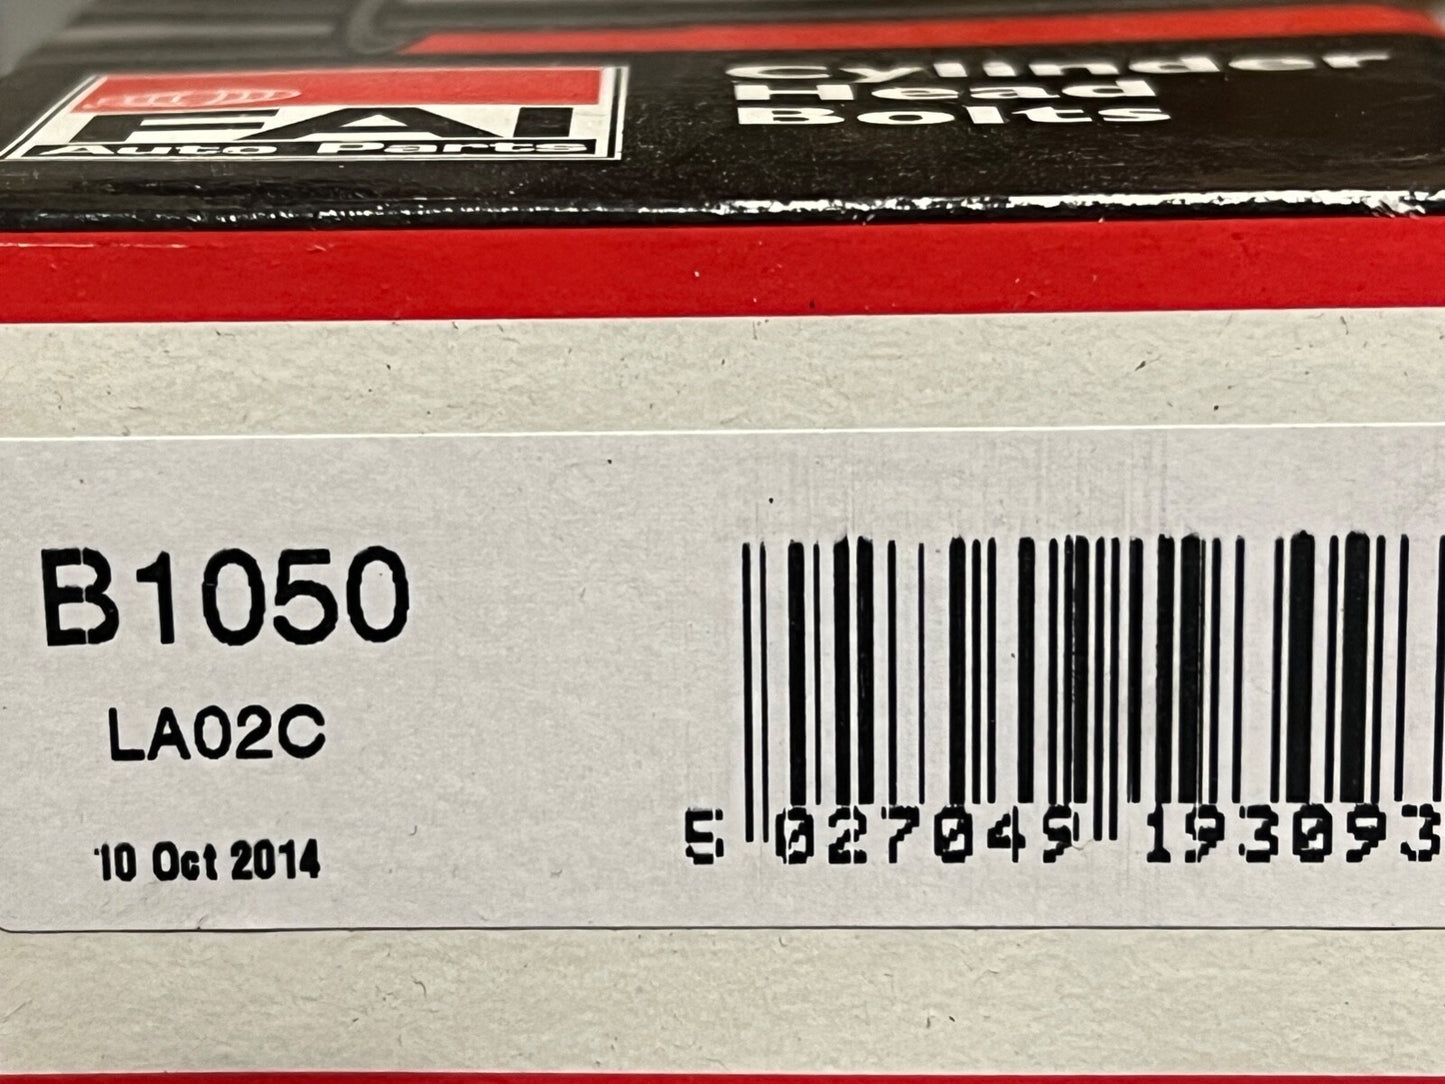 FAI
Auto Parts
Cylinder
Head
Bolts
B1050
LA02C
10 Oct 2014
5 027049 193093